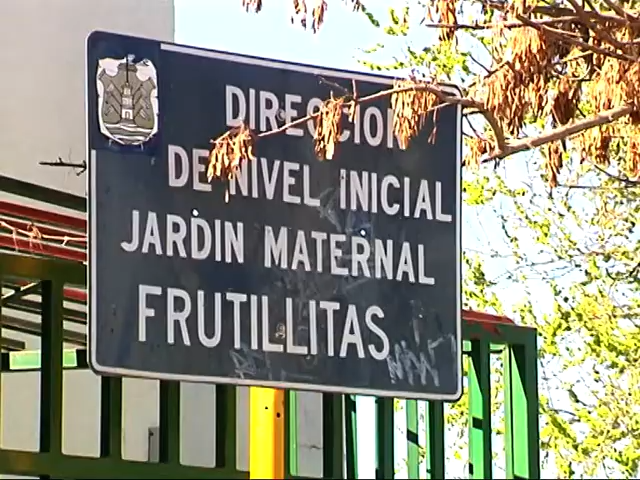 DIRECCION
DE NIVEL INICIAL
JARDIN MATERNAL
FRUTILLITAS